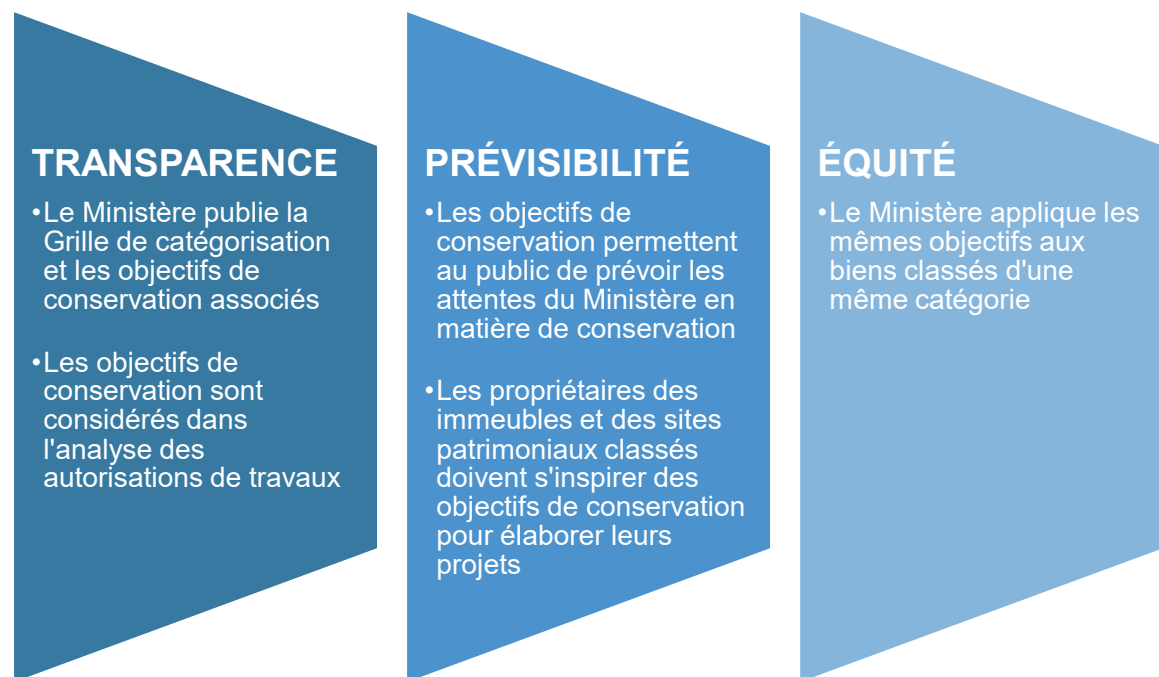 TRANSPARENCE
•Le Ministère publie la
Grille de catégorisation
et les objectifs de
conservation associés
•Les objectifs de
conservation sont
considérés dans
l'analyse des
autorisations de travaux
PRÉVISIBILITÉ
•Les objectifs de
conservation permettent
au public de prévoir les
attentes du Ministère en
matière de conservation
•Les propriétaires des
immeubles et des sites
patrimoniaux classés
doivent s'inspirer des
objectifs de conservation
pour élaborer leurs
projets
ÉQUITÉ
•Le Ministère applique les
mêmes objectifs aux
biens classés d'une
même catégorie